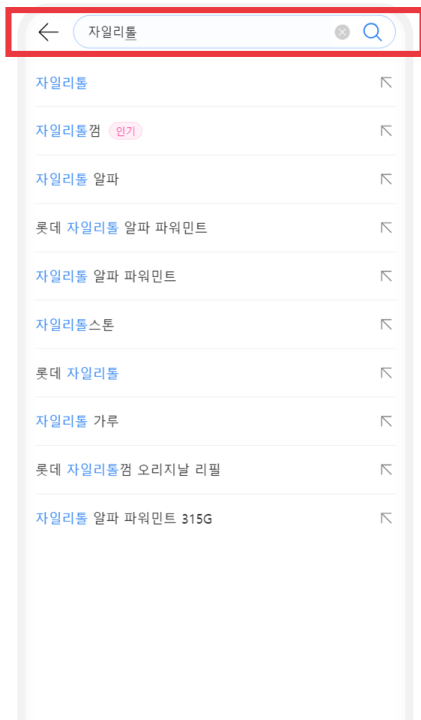 자일리톨
자일리톨
자일리톨껌 인기
자일리톨 알파
롯데 자일리톨 알파 파워민트
자일리톨 알파 파워민트
자일리톨스톤
롯데 자일리톨
자일리톨 가루
롯데 자일리톨껌 오리지날 리필
자일리톨 알파 파워민트 315G